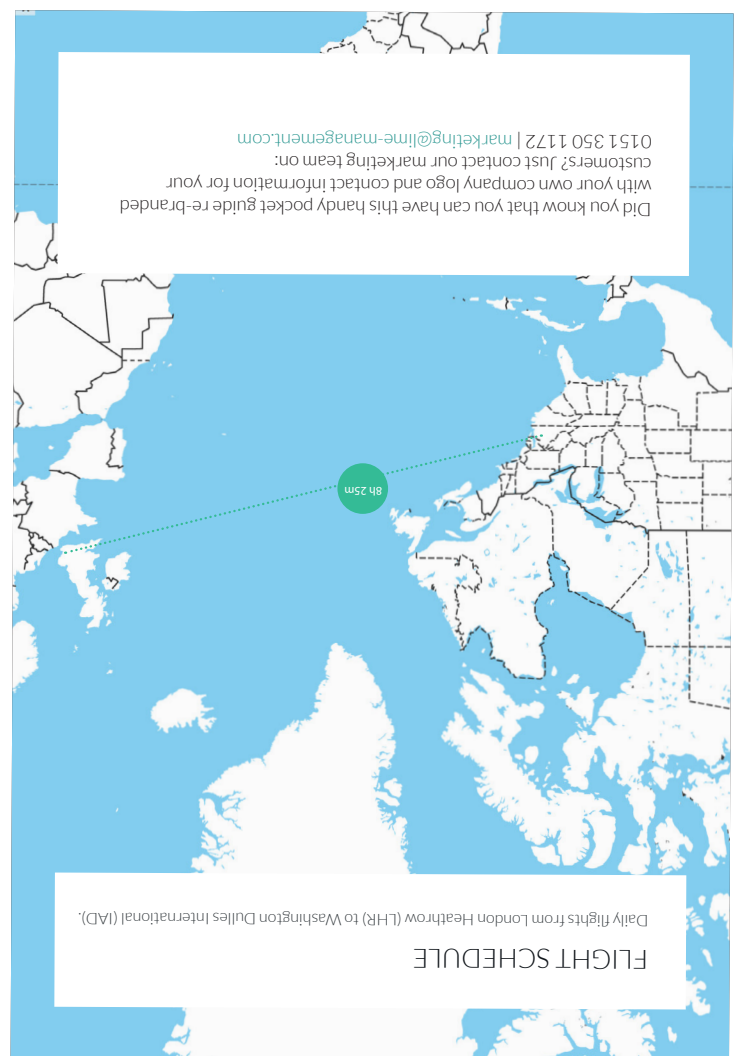 FLIGHT SCHEDULE
Daily flights from London Heathrow (LHR) to Washington Dulles International (IAD).
8h 25m
Did you know that you can have this handy pocket guide re-branded
with your own company logo and contact information for your
customers? Just contact our marketing team on:
0151 350 1172 | marketing@lime-management.com